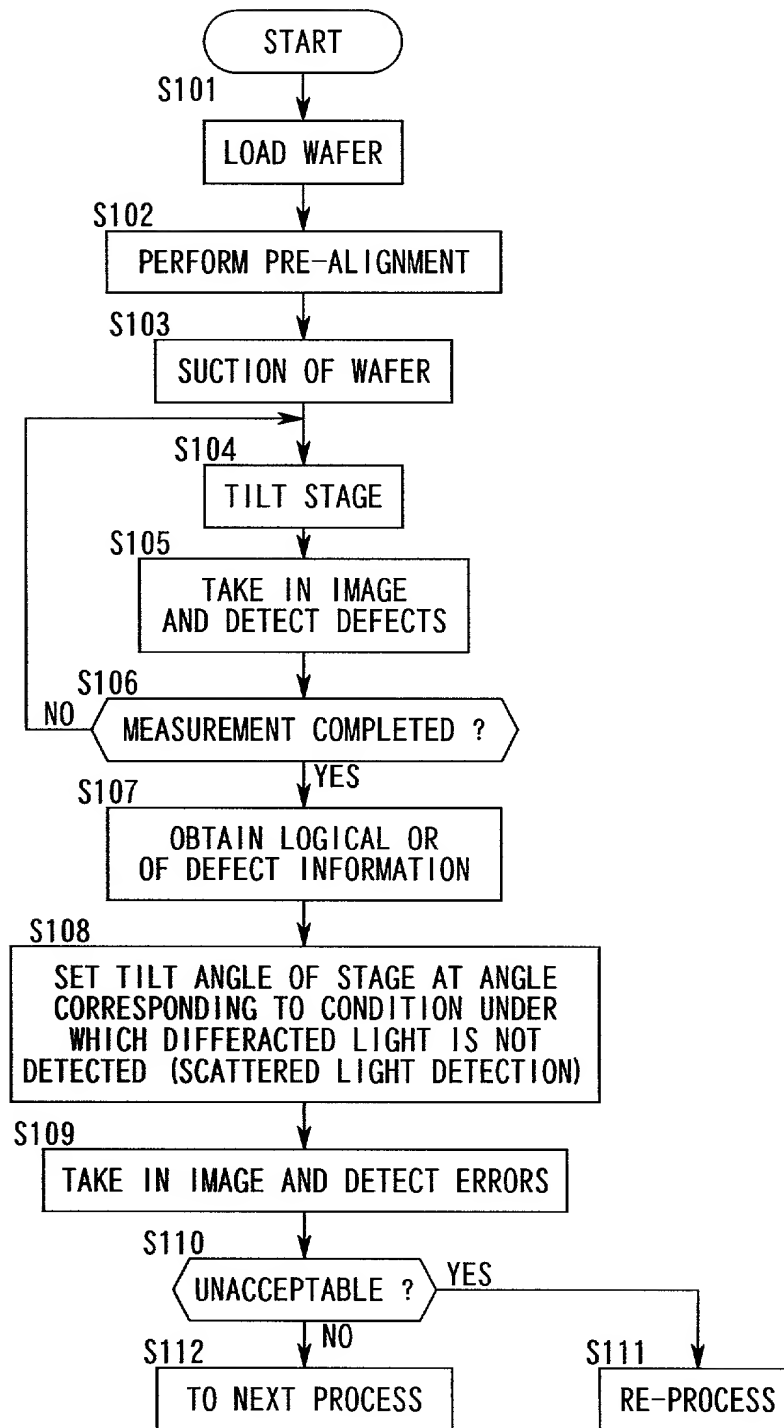 START
S101
LOAD WAFER
S102
PERFORM PRE-ALIGNMENT
S103
SUCTION OF WAFER
S104
TILT STAGE
S105
TAKE IN IMAGE
AND DETECT DEFECTS
S106
NO
MEASUREMENT COMPLETED ?
YES
S107
OBTAIN LOGICAL OR
OF DEFECT INFORMATION
S108
SET TILT ANGLE OF STAGE AT ANGLE
CORRESPONDING TO CONDITION UNDER
WHICH DIFFERACTED LIGHT IS NOT
DETECTED (SCATTERED LIGHT DETECTION)
S109
TAKE IN IMAGE AND DETECT ERRORS
S110
UNACCEPTABLE ?
YES
NO
S112
TO NEXT PROCESS
S111
RE-PROCESS